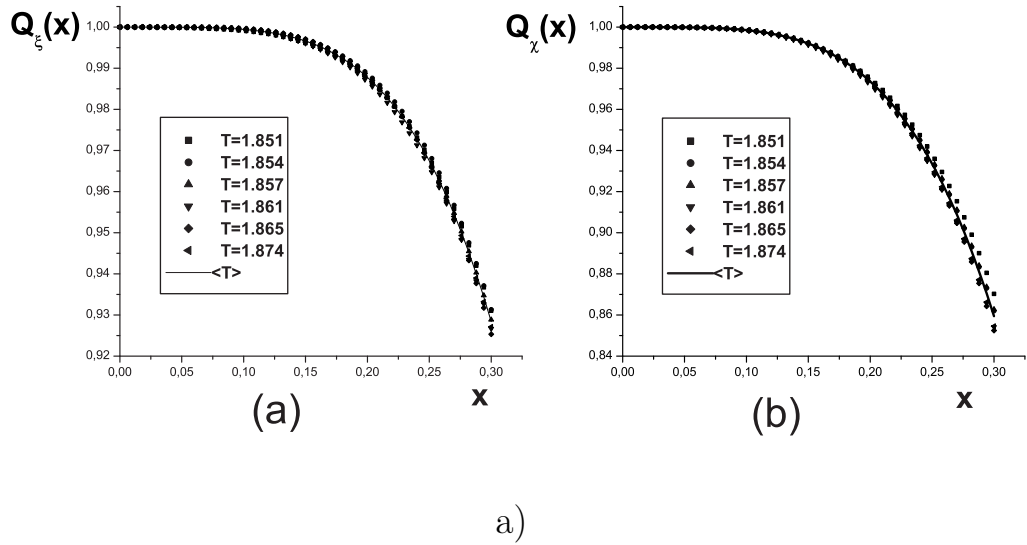 Qξ(x)
1,00
0,99
0,98
0,97
0,96
0,95
0,94
0,93
0,92
T=1.851
T=1.854
T=1.857
T=1.861
T=1.865
T=1.874
<T>
0,00 0,05 0,10 0,15 0,20 0,25 0,30
x
(a)
Qχ(x)
1,00
0,98
0,96
0,94
0,92
0,90
0,88
0,86
0,84
T=1.851
T=1.854
T=1.857
T=1.861
T=1.865
T=1.874
<T>
0,00 0,05 0,10 0,15 0,20 0,25 0,30
x
(b)
a)